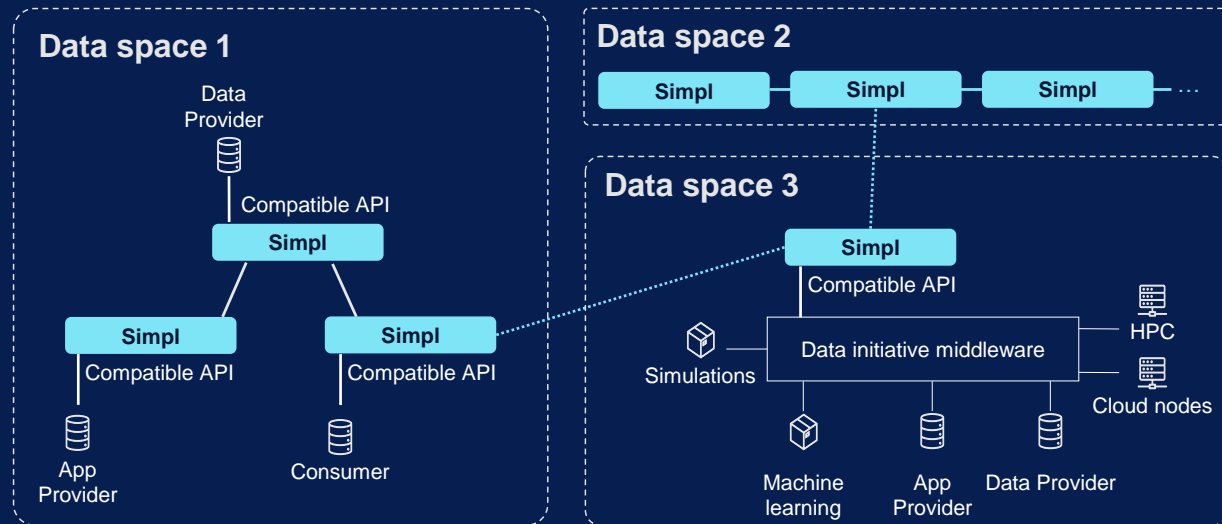 Data space 1
Data
Provider
Compatible API
Simpl
Simpl
Simpl
Compatible API
Compatible API
App
Provider
Consumer
Data space 2
Simpl
Simpl
Simpl
...
Data space 3
Simpl
Compatible API
Data initiative middleware
Simulations
HPC
Cloud nodes
Machine
learning
App
Provider
Data Provider